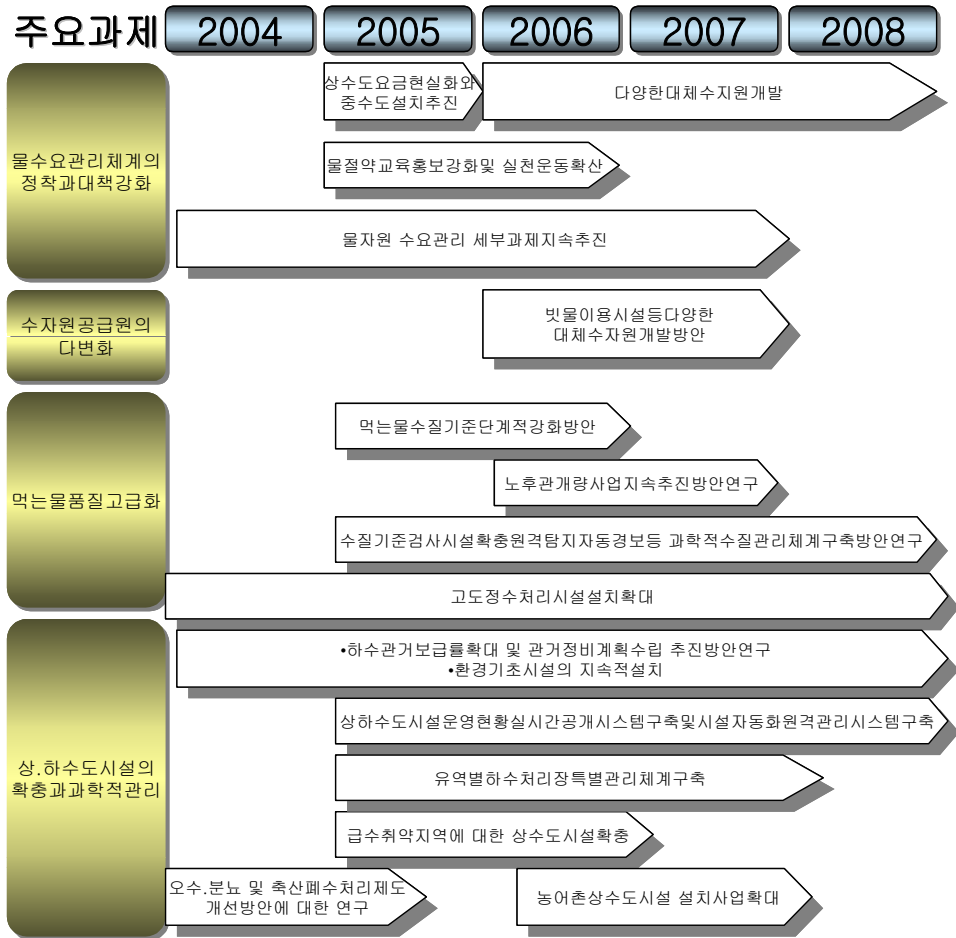 주요과제 2004 2005 2006 2007 2008
물수요관리체계의
정착과대책강화
상수도요금현실화와
중수도설치추진
다양한대체수지원개발
물절약교육홍보강화및 실천운동확산
물자원 수요관리 세부과제지속추진
수자원공급원의
다변화
빗물이용시설등다양한
대체수자원개발방안
먹는물품질고급화
먹는물수질기준단계적강화방안
노후관개량사업지속추진방안연구
수질기준검사시설확충원격탐지자동경보등 과학적수질관리체계구축방안연구
고도정수처리시설설치확대
상.하수도시설의
확충과과학적관리
•하수관거보급률확대 및 관거정비계획수립 추진방안연구
•환경기초시설의 지속적설치
상하수도시설운영현황실시간공개시스템구축및시설자동화원격관리시스템구축
유역별하수처리장특별관리체계구축
급수취약지역에 대한 상수도시설확충
오수.분뇨 및 축산폐수처리제도
개선방안에 대한 연구
농어촌상수도시설 설치사업확대